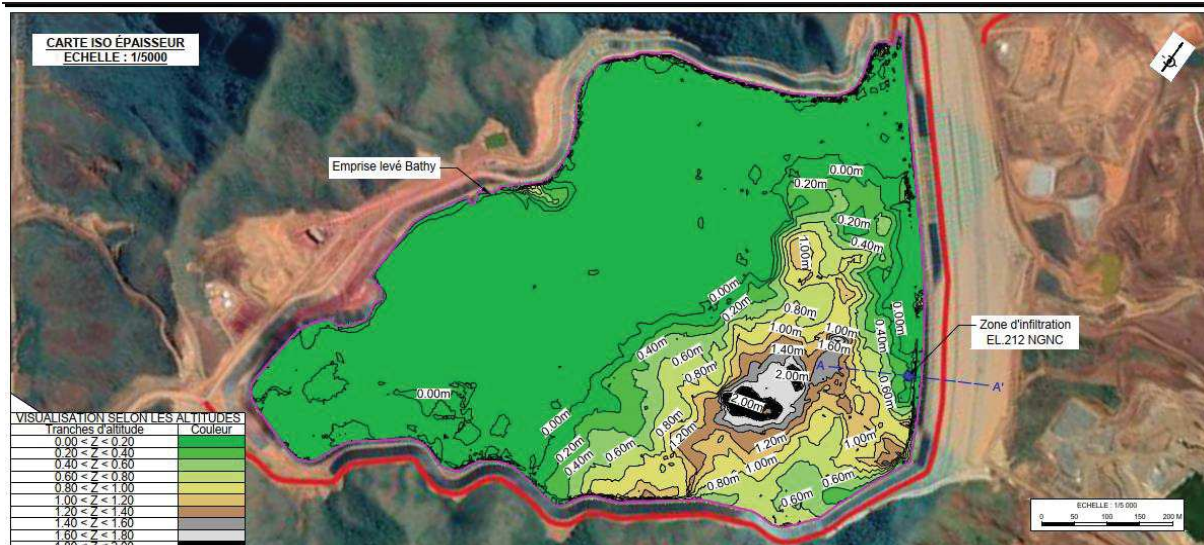 CARTE ISO ÉPAISSEUR
ECHELLE : 1/5000
Emprise levé Bathy
0.00m
0.20m
0.20m
0.40m
1.00m
0.00m
0.20m
0.00m
0.80m
0.40m
1.00m
1.00m
0.40m
1.60m
0.60m
1.40m
Zone d'infiltration
EL.212 NGNC
0.80m
A
2.00m
A'
0.60m
0.00m
2.00m
0.00m
0.80m
1.20m
0.20m
0.60m
1.20m
1.00m
0.40m
1.00m
0.80m
0.60m
0.60m
VISUALISATION SELON LES ALTITUDES
Tranches d'altitude Couleur
0.00 < Z < 0.20
0.20 < Z < 0.40
0.40 < Z < 0.60
0.60 < Z < 0.80
0.80 < Z < 1.00
1.00 < Z < 1.20
1.20 < Z < 1.40
1.40 < Z < 1.60
1.60 < Z < 1.80
1.80 < Z < 2.00
ECHELLE : 1/5 000
0 50 100 150 200 M